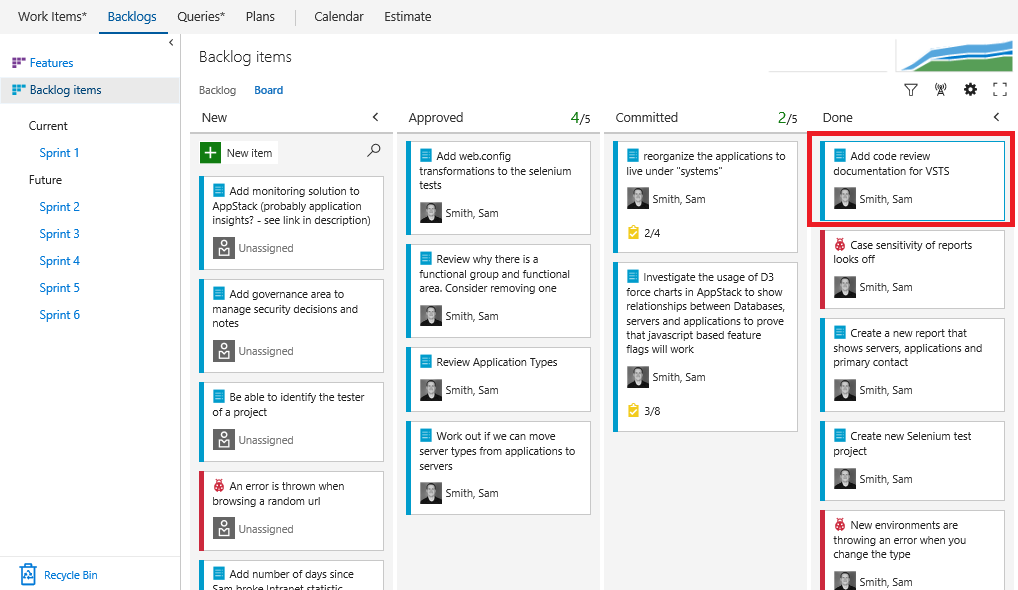 Work Items* Backlogs Queries* Plans Calendar Estimate
Features
Backlog items
Current
Sprint 1
Future
Sprint 2
Sprint 3
Sprint 4
Sprint 5
Sprint 6
Recycle Bin
Backlog items
Backlog Board
New
New item
Add monitoring solution to
AppStack (probably application
insights? - see link in description)
Unassigned
Add governance area to
manage security decisions and
notes
Unassigned
Be able to identify the tester
of a project
Unassigned
An error is thrown when
browsing a random url
Unassigned
Add number of days since
Sam broke Intranet statistic
Approved 4/5
Add web.config
transformations to the selenium
tests
Smith, Sam
Review why there is a
functional group and functional
area. Consider removing one
Smith, Sam
Review Application Types
Smith, Sam
Work out if we can move
server types from applications to
servers
Smith, Sam
Committed 2/5
reorganize the applications to
live under "systems"
Smith, Sam
2/4
Investigate the usage of D3
force charts in AppStack to show
relationships between Databases,
servers and applications to prove
that javascript based feature
flags will work
Smith, Sam
3/8
Done
Add code review
documentation for VSTS
Smith, Sam
Case sensitivity of reports
looks off
Smith, Sam
Create a new report that
shows servers, applications and
primary contact
Smith, Sam
Create new Selenium test
project
Smith, Sam
New environments are
throwing an error when you
change the type
Smith, Sam